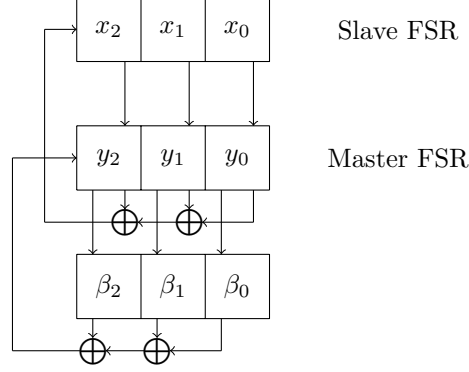 x₂ x₁ x₀ Slave FSR
y₂ y₁ y₀ Master FSR
β₂ β₁ β₀